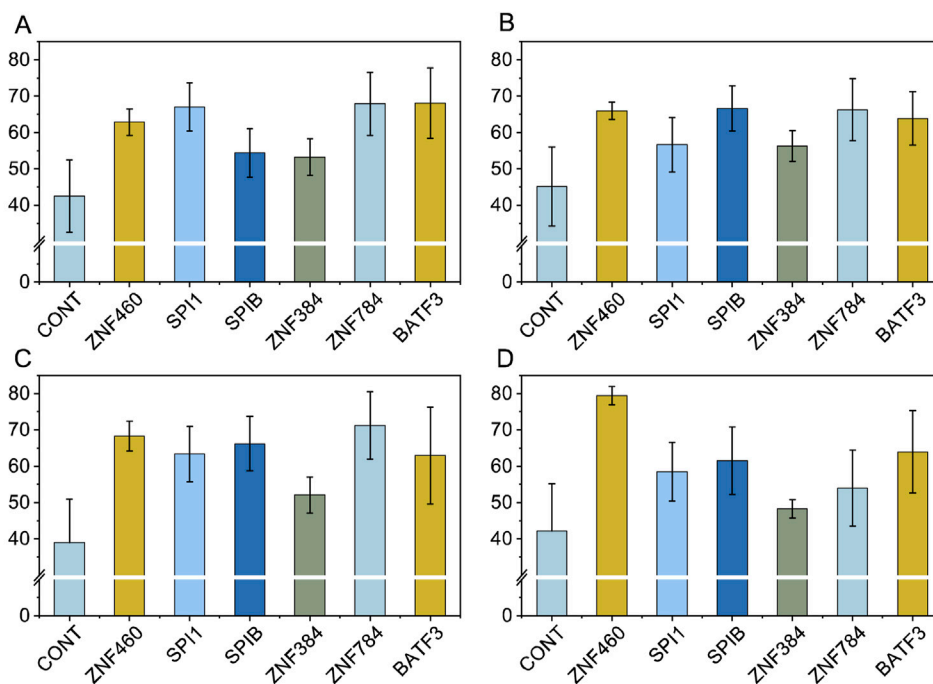 A
80
70
60
50
40
0
CONT
ZNF460
SPI1
SPIB
ZNF384
ZNF784
BATF3
B
80
70
60
50
40
0
CONT
ZNF460
SPI1
SPIB
ZNF384
ZNF784
BATF3
C
80
70
60
50
40
0
CONT
ZNF460
SPI1
SPIB
ZNF384
ZNF784
BATF3
D
80
70
60
50
40
0
CONT
ZNF460
SPI1
SPIB
ZNF384
ZNF784
BATF3